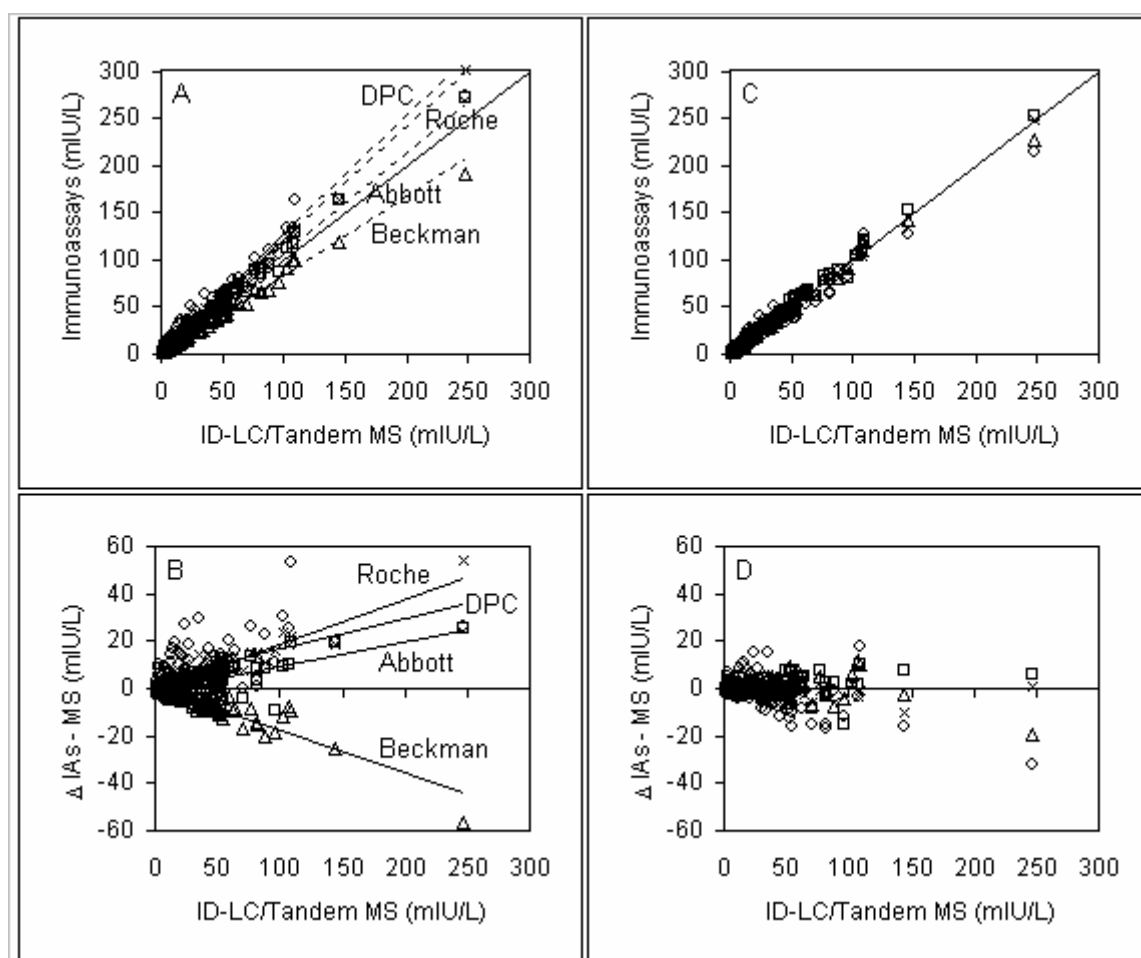 A
300
250
200
150
100
50
0
DPC
Roche
Abbott
Beckman
Immunoassays (mIU/L)
0 50 100 150 200 250 300
ID-LC/Tandem MS (mIU/L)
C
300
250
200
150
100
50
0
Immunoassays (mIU/L)
0 50 100 150 200 250 300
ID-LC/Tandem MS (mIU/L)
B
60
40
20
0
-20
-40
-60
Roche
DPC
Abbott
Beckman
Δ IAs - MS (mIU/L)
0 50 100 150 200 250 300
ID-LC/Tandem MS (mIU/L)
D
60
40
20
0
-20
-40
-60
Δ IAs - MS (mIU/L)
0 50 100 150 200 250 300
ID-LC/Tandem MS (mIU/L)